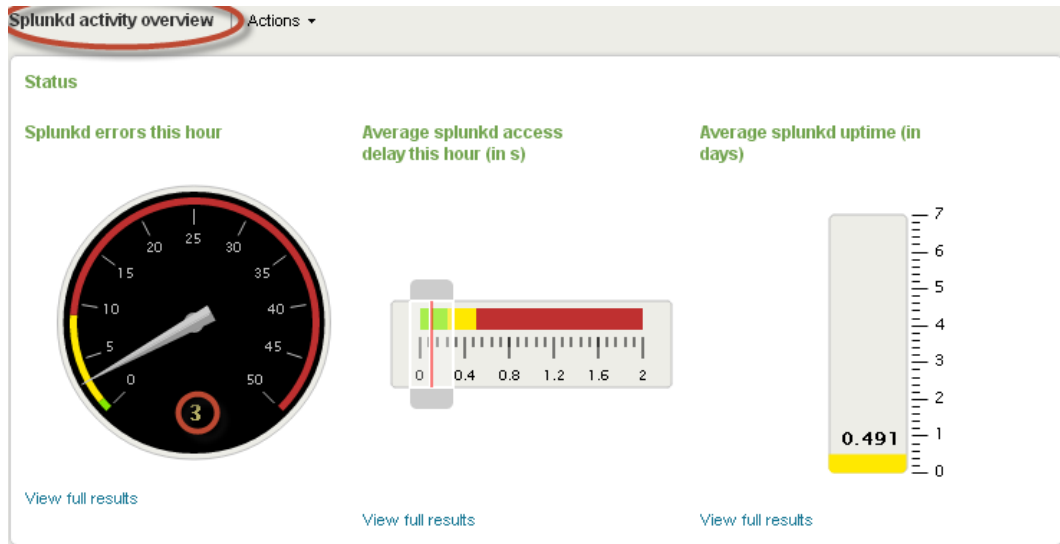 Splunkd activity overview
Actions
Status
Splunkd errors this hour
0
5
10
15
20
25
30
35
40
45
50
3
View full results
Average splunkd access
delay this hour (in s)
0 0.4 0.8 1.2 1.6 2
View full results
Average splunkd uptime (in
days)
7
6
5
4
3
2
1
0
0.491
View full results